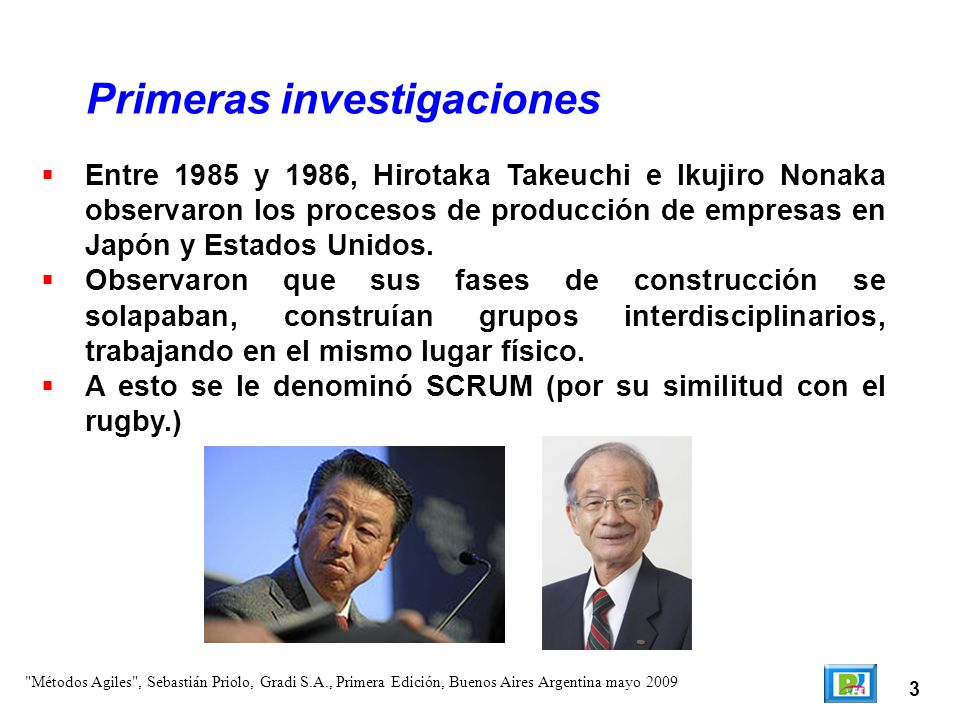 Primeras investigaciones
▪ Entre 1985 y 1986, Hirotaka Takeuchi e Ikujiro Nonaka
observaron los procesos de producción de empresas en
Japón y Estados Unidos.
▪ Observaron que sus fases de construcción se
solapaban, construían grupos interdisciplinarios,
trabajando en el mismo lugar físico.
▪ A esto se le denominó SCRUM (por su similitud con el
rugby.)
"Métodos Agiles", Sebastián Priolo, Gradi S.A., Primera Edición, Buenos Aires Argentina mayo 2009
3